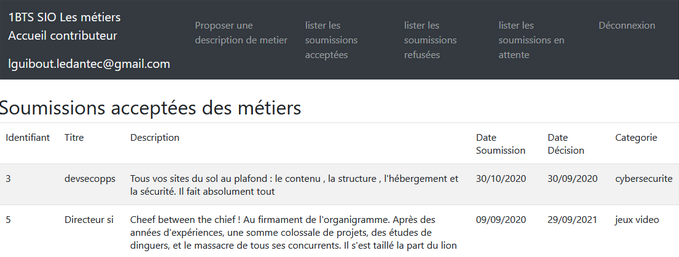 1BTS SIO Les métiers
Accueil contributeur
lguibout.ledantec@gmail.com
Proposer une
description de metier
lister les
soumissions
acceptées
lister les
soumissions
refusées
lister les
soumissions en
attente
Déconnexion
Soumissions acceptées des métiers
Identifiant Titre Description Date Soumission Date Décision Categorie
3 devsecopps Tous vos sites du sol au plafond : le contenu , la structure , l'hébergement et 30/10/2020 30/09/2020 cybersecurite
la sécurité. Il fait absolument tout
5 Directeur si Cheef between the chief ! Au firmament de l'organigramme. Après des 09/09/2020 29/09/2021 jeux video
années d'expériences, une somme colossale de projets, des études de
dinguers, et le massacre de tous ses concurrents. Il s'est taillé la part du lion